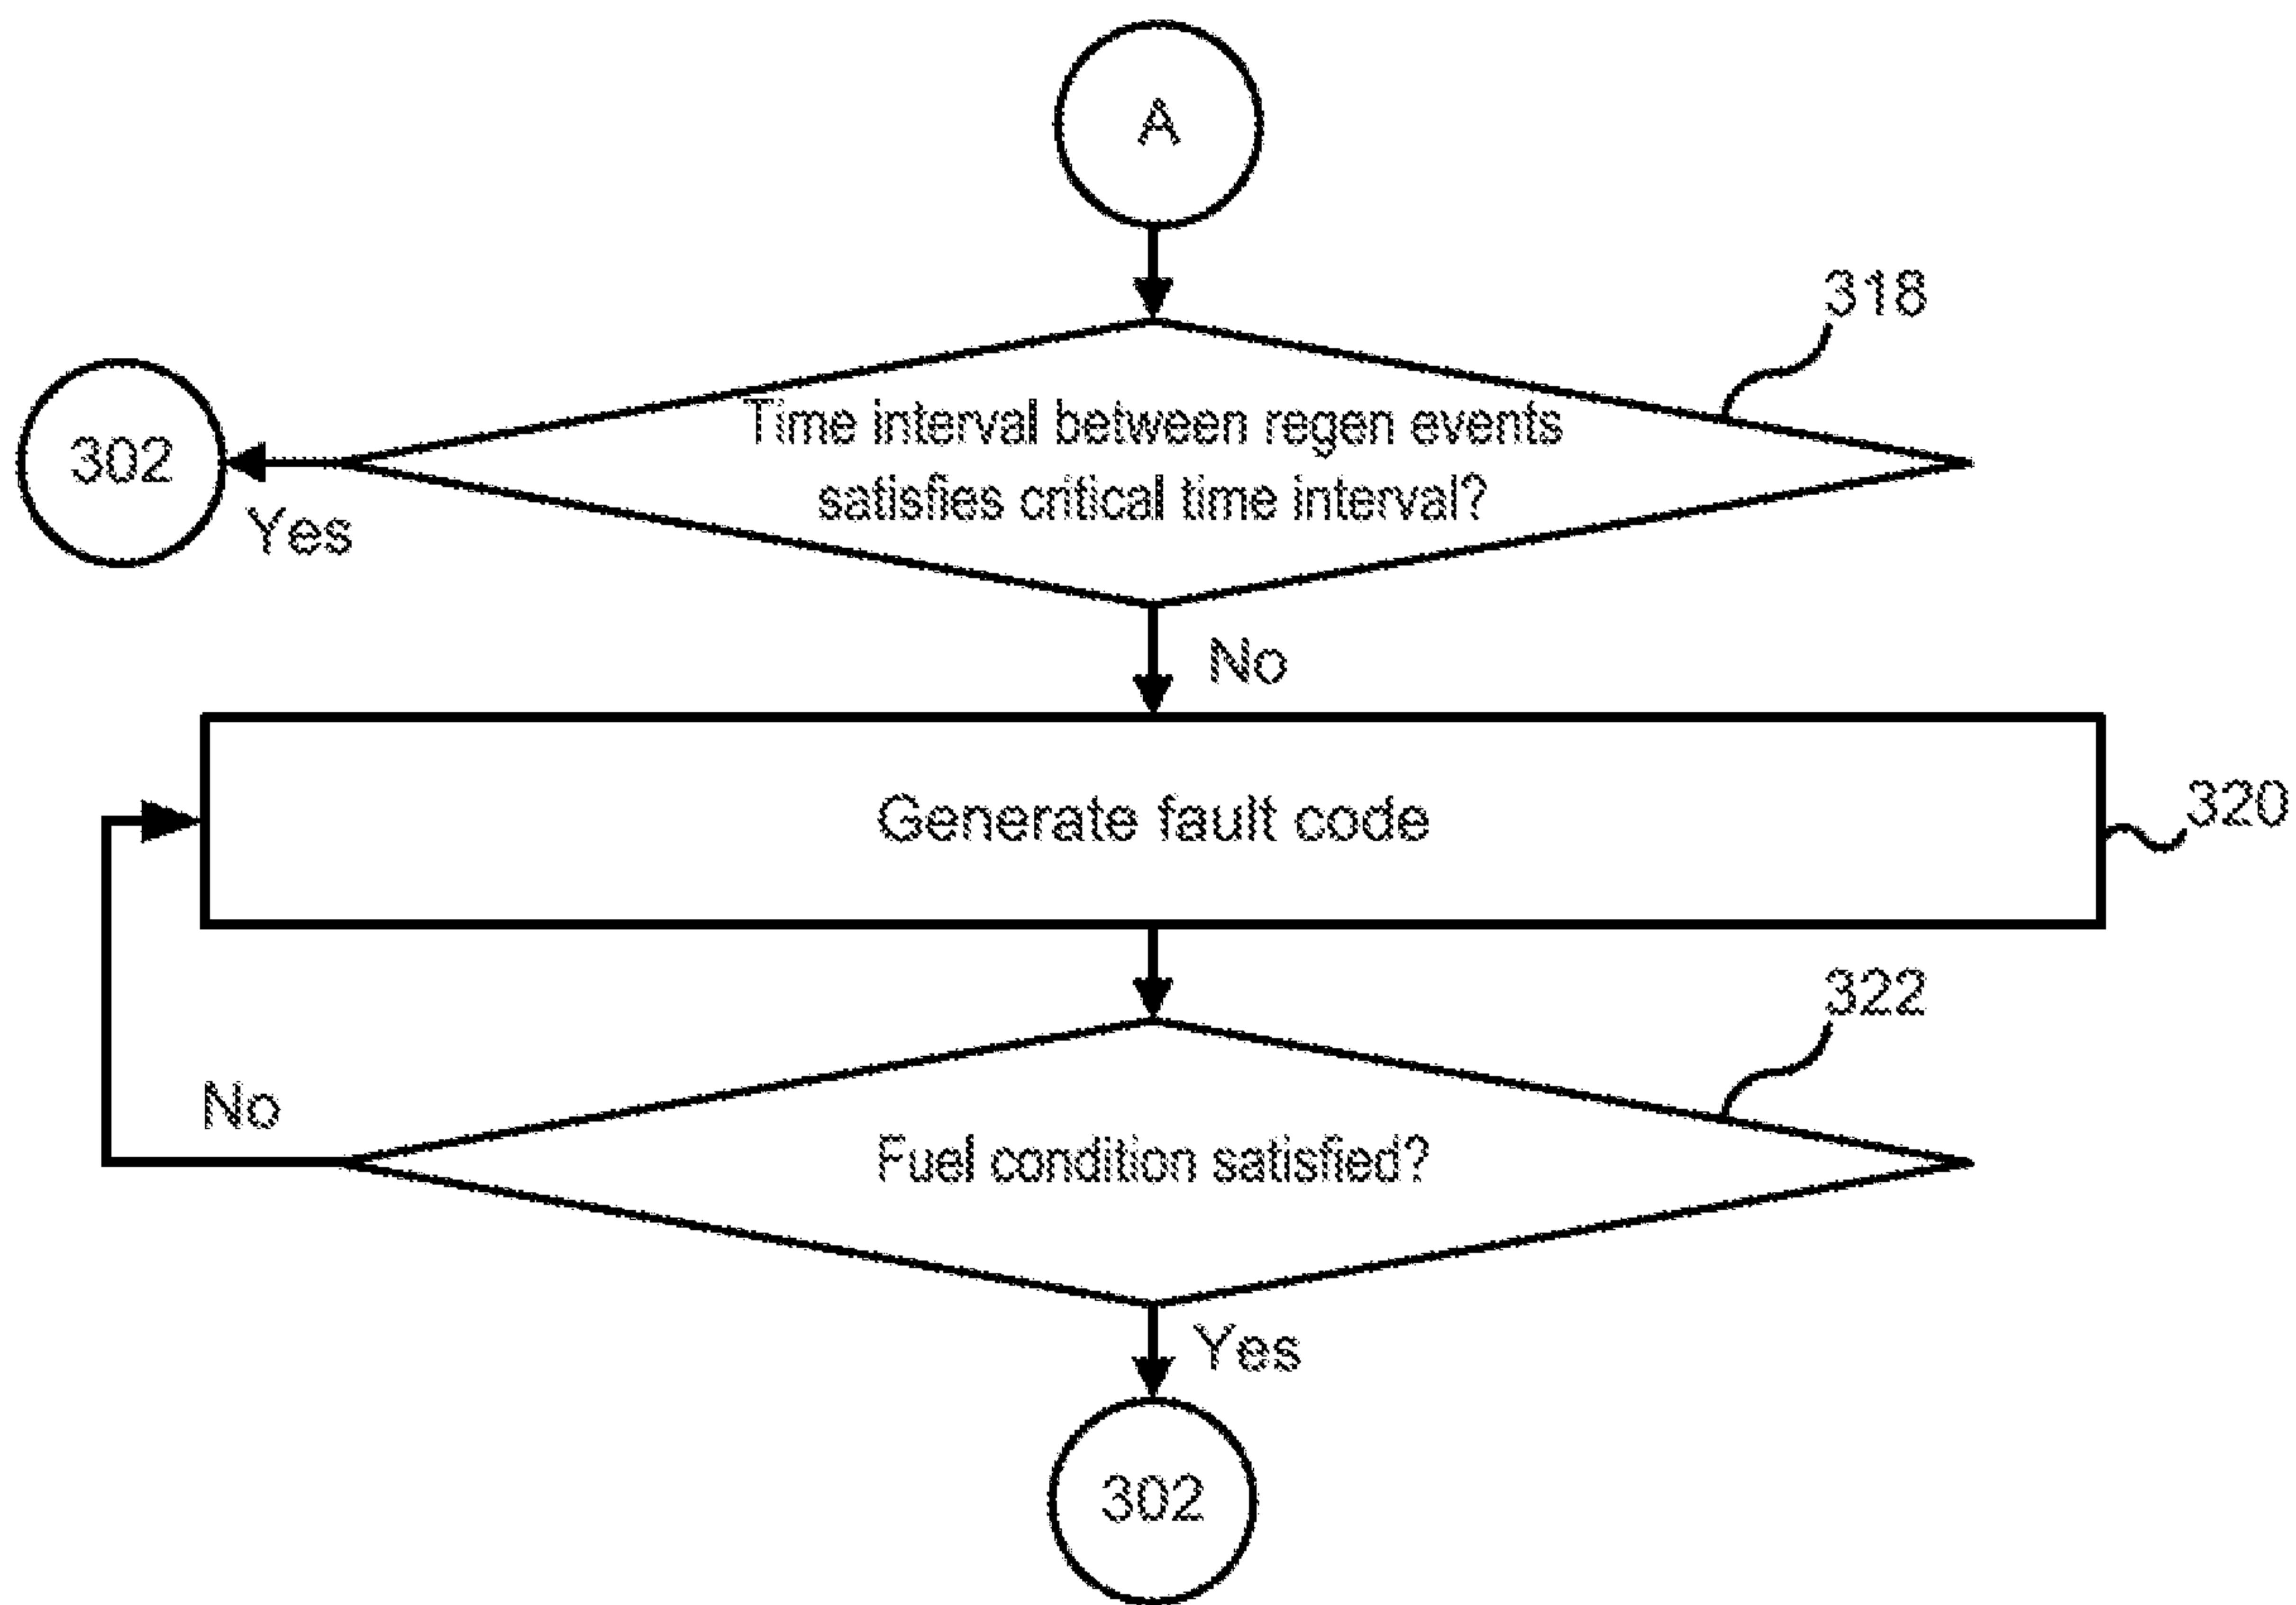 A
318
Time interval between regen events
satisfies critical time interval?
302
Yes
No
Generate fault code
320
322
No
Fuel condition satisfied?
Yes
302